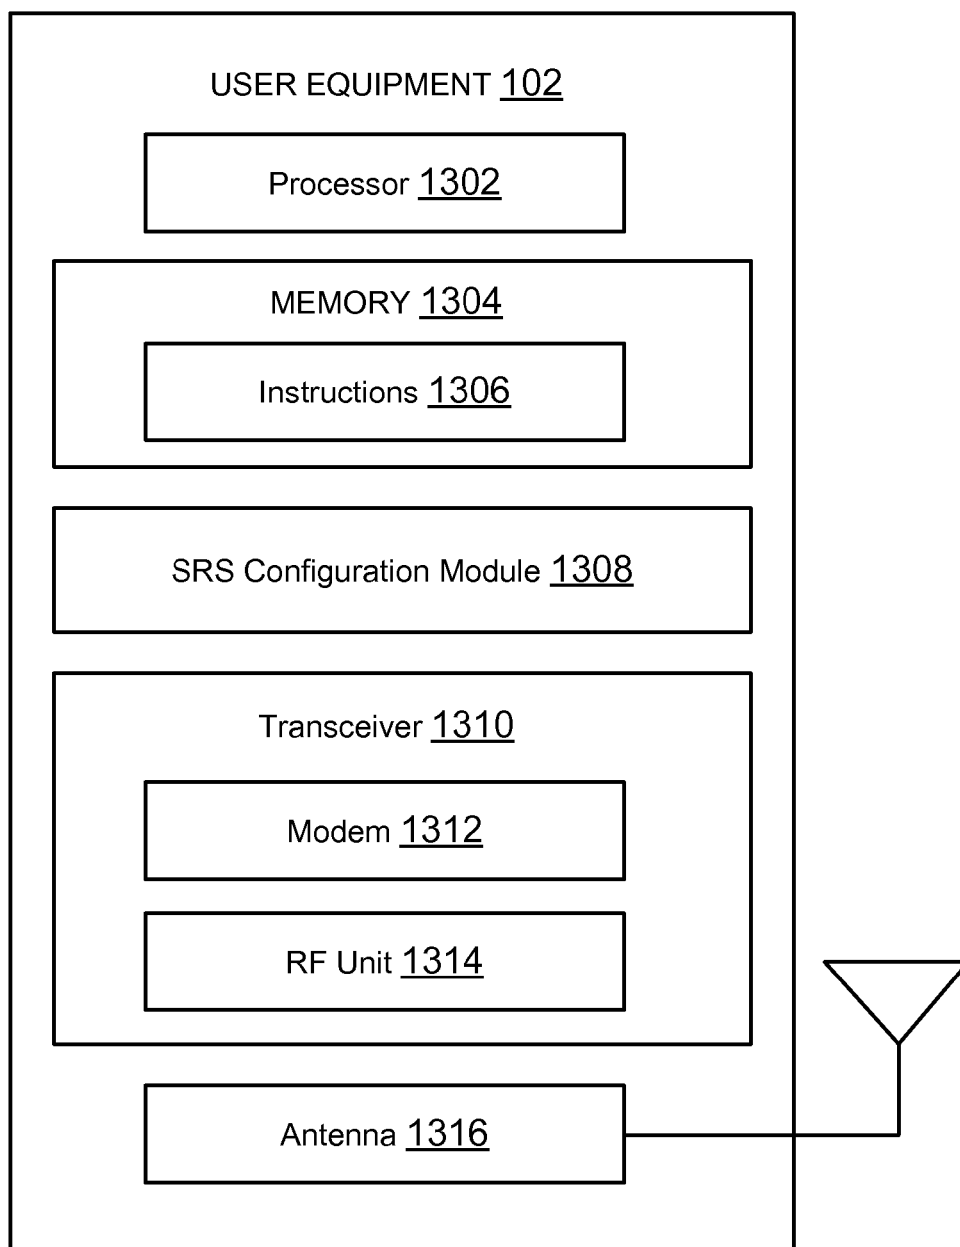 USER EQUIPMENT 102
Processor 1302
MEMORY 1304
Instructions 1306
SRS Configuration Module 1308
Transceiver 1310
Modem 1312
RF Unit 1314
Antenna 1316